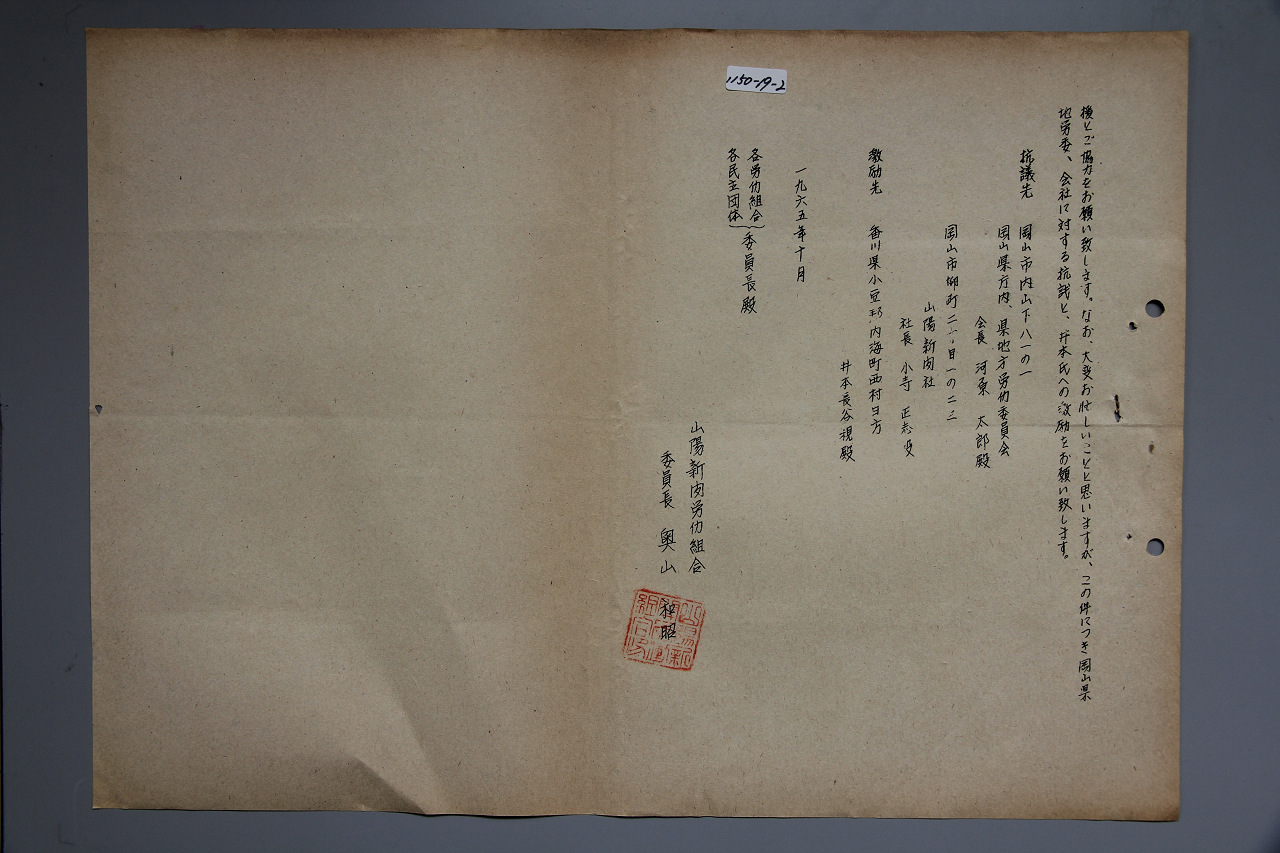 1150-19-2
援とご協力をお願い致します。なお、大変お忙しいことと思いますが、この件につき岡山県
地労委、会社に対する抗議と、井本氏への激励をお願い致します。
抗議先　岡山市内山下八一の一
岡山県庁内、県地方労仂委員会
会長　河原　太郎殿
岡山市柳町二丁目一の二三
山陽新闻社
社長　小寺　正志殿
激励先　香川県小豆郡内海町西村日方
井本長谷視殿
一九六五年十月
各労仂組合
各民主団体
委員長殿
山陽新闻労仂組合
委員長　奥山